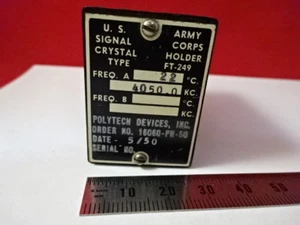 U. S. ARMY
SIGNAL CORPS
CRYSTAL HOLDER
TYPE FT-249
FREQ. A 22 °C.
4050.0 KC.
FREQ. B °C.
KC.
POLYTECH DEVICES, INC.
ORDER NO. 16060-PH-50
DATE - 5/50
SERIAL NO.
10 20 30 40 50